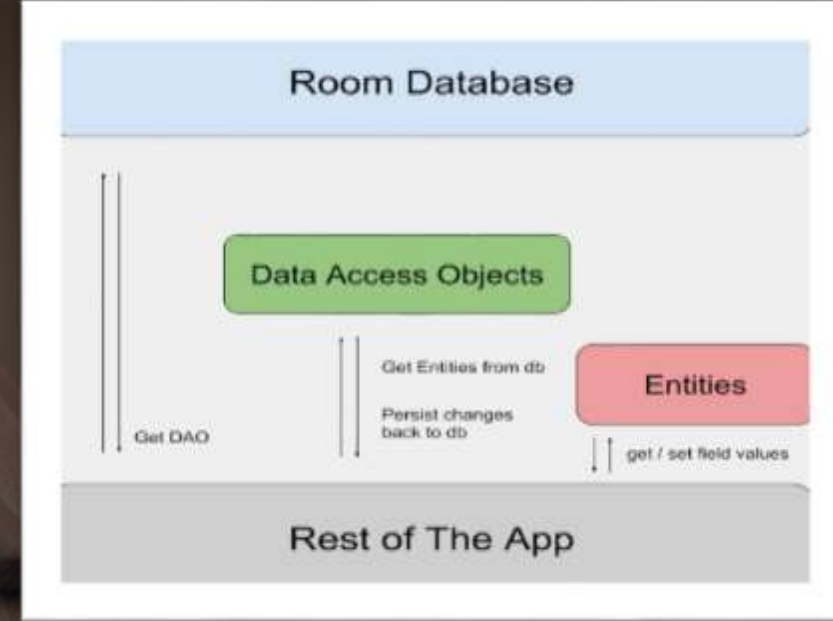 Room Database
Data Access Objects
Get Entities from db
Entities
Persist changes
back to db
Get DAO
get / set field values
Rest of The App